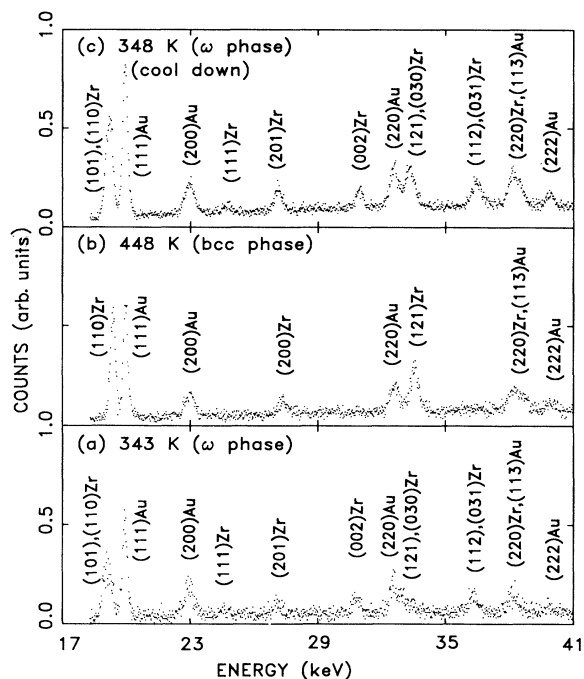 1.0
(c) 348 K (ω phase)
(cool down)
(101),(110)Zr
(111)Au
(200)Au
(111)Zr
(201)Zr
(002)Zr
(220)Au
(121),(030)Zr
(112),(031)Zr
(220)Zr,(113)Au
(222)Au
0.5
0.0
(b) 448 K (bcc phase)
(110)Zr
(111)Au
(200)Au
(200)Zr
(220)Au
(121)Zr
(220)Zr,(113)Au
(222)Au
COUNTS (arb. units)
1.0
(a) 343 K (ω phase)
(101),(110)Zr
(111)Au
(200)Au
(111)Zr
(201)Zr
(002)Zr
(220)Au
(121),(030)Zr
(112),(031)Zr
(220)Zr,(113)Au
(222)Au
0.5
0.0
17 23 29 35 41
ENERGY (keV)